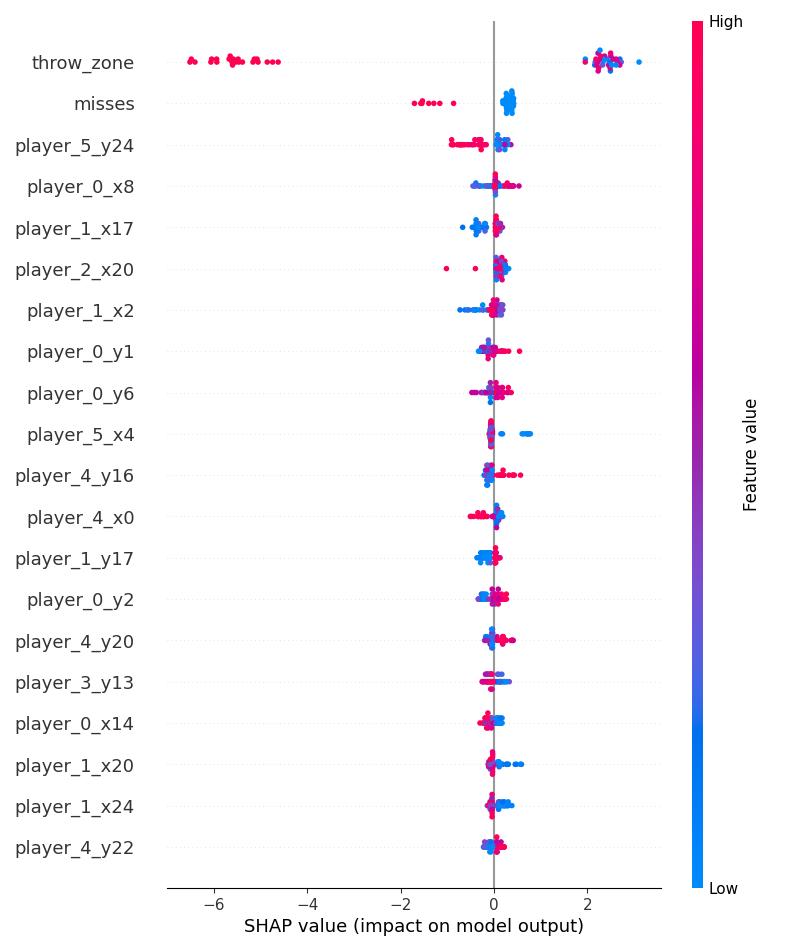 High
throw_zone
misses
player_5_y24
player_0_x8
player_1_x17
player_2_x20
player_1_x2
player_0_y1
player_0_y6
player_5_x4
player_4_y16
player_4_x0
player_1_y17
player_0_y2
player_4_y20
player_3_y13
player_0_x14
player_1_x20
player_1_x24
player_4_y22
Feature value
Low
−6 −4 −2 0 2
SHAP value (impact on model output)